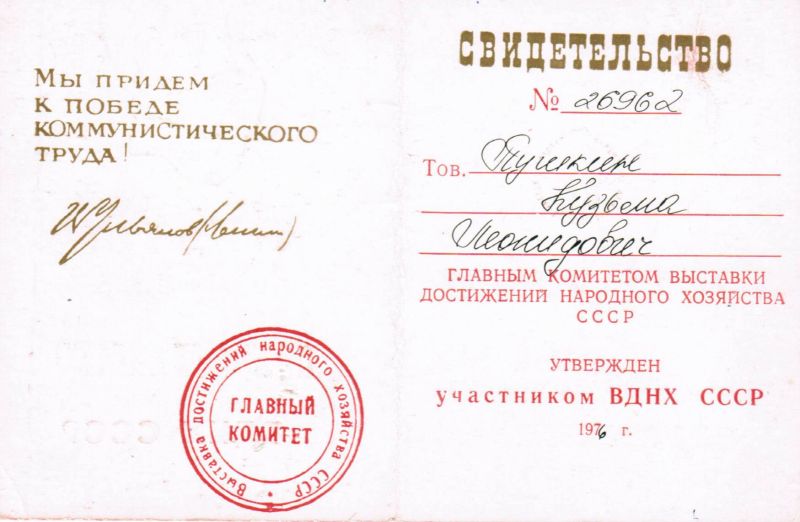 Мы придем
к победе
коммунистического
труда!
В. Ульянов (Ленин)
Выставка достижений народного хозяйства СССР
ГЛАВНЫЙ
КОМИТЕТ
СВИДЕТЕЛЬСТВО
№ 26962
Тов. Пушкин
Кузьма
Леонидович
ГЛАВНЫМ КОМИТЕТОМ ВЫСТАВКИ
ДОСТИЖЕНИЙ НАРОДНОГО ХОЗЯЙСТВА
СССР
УТВЕРЖДЕН
участником ВДНХ СССР
1976 г.